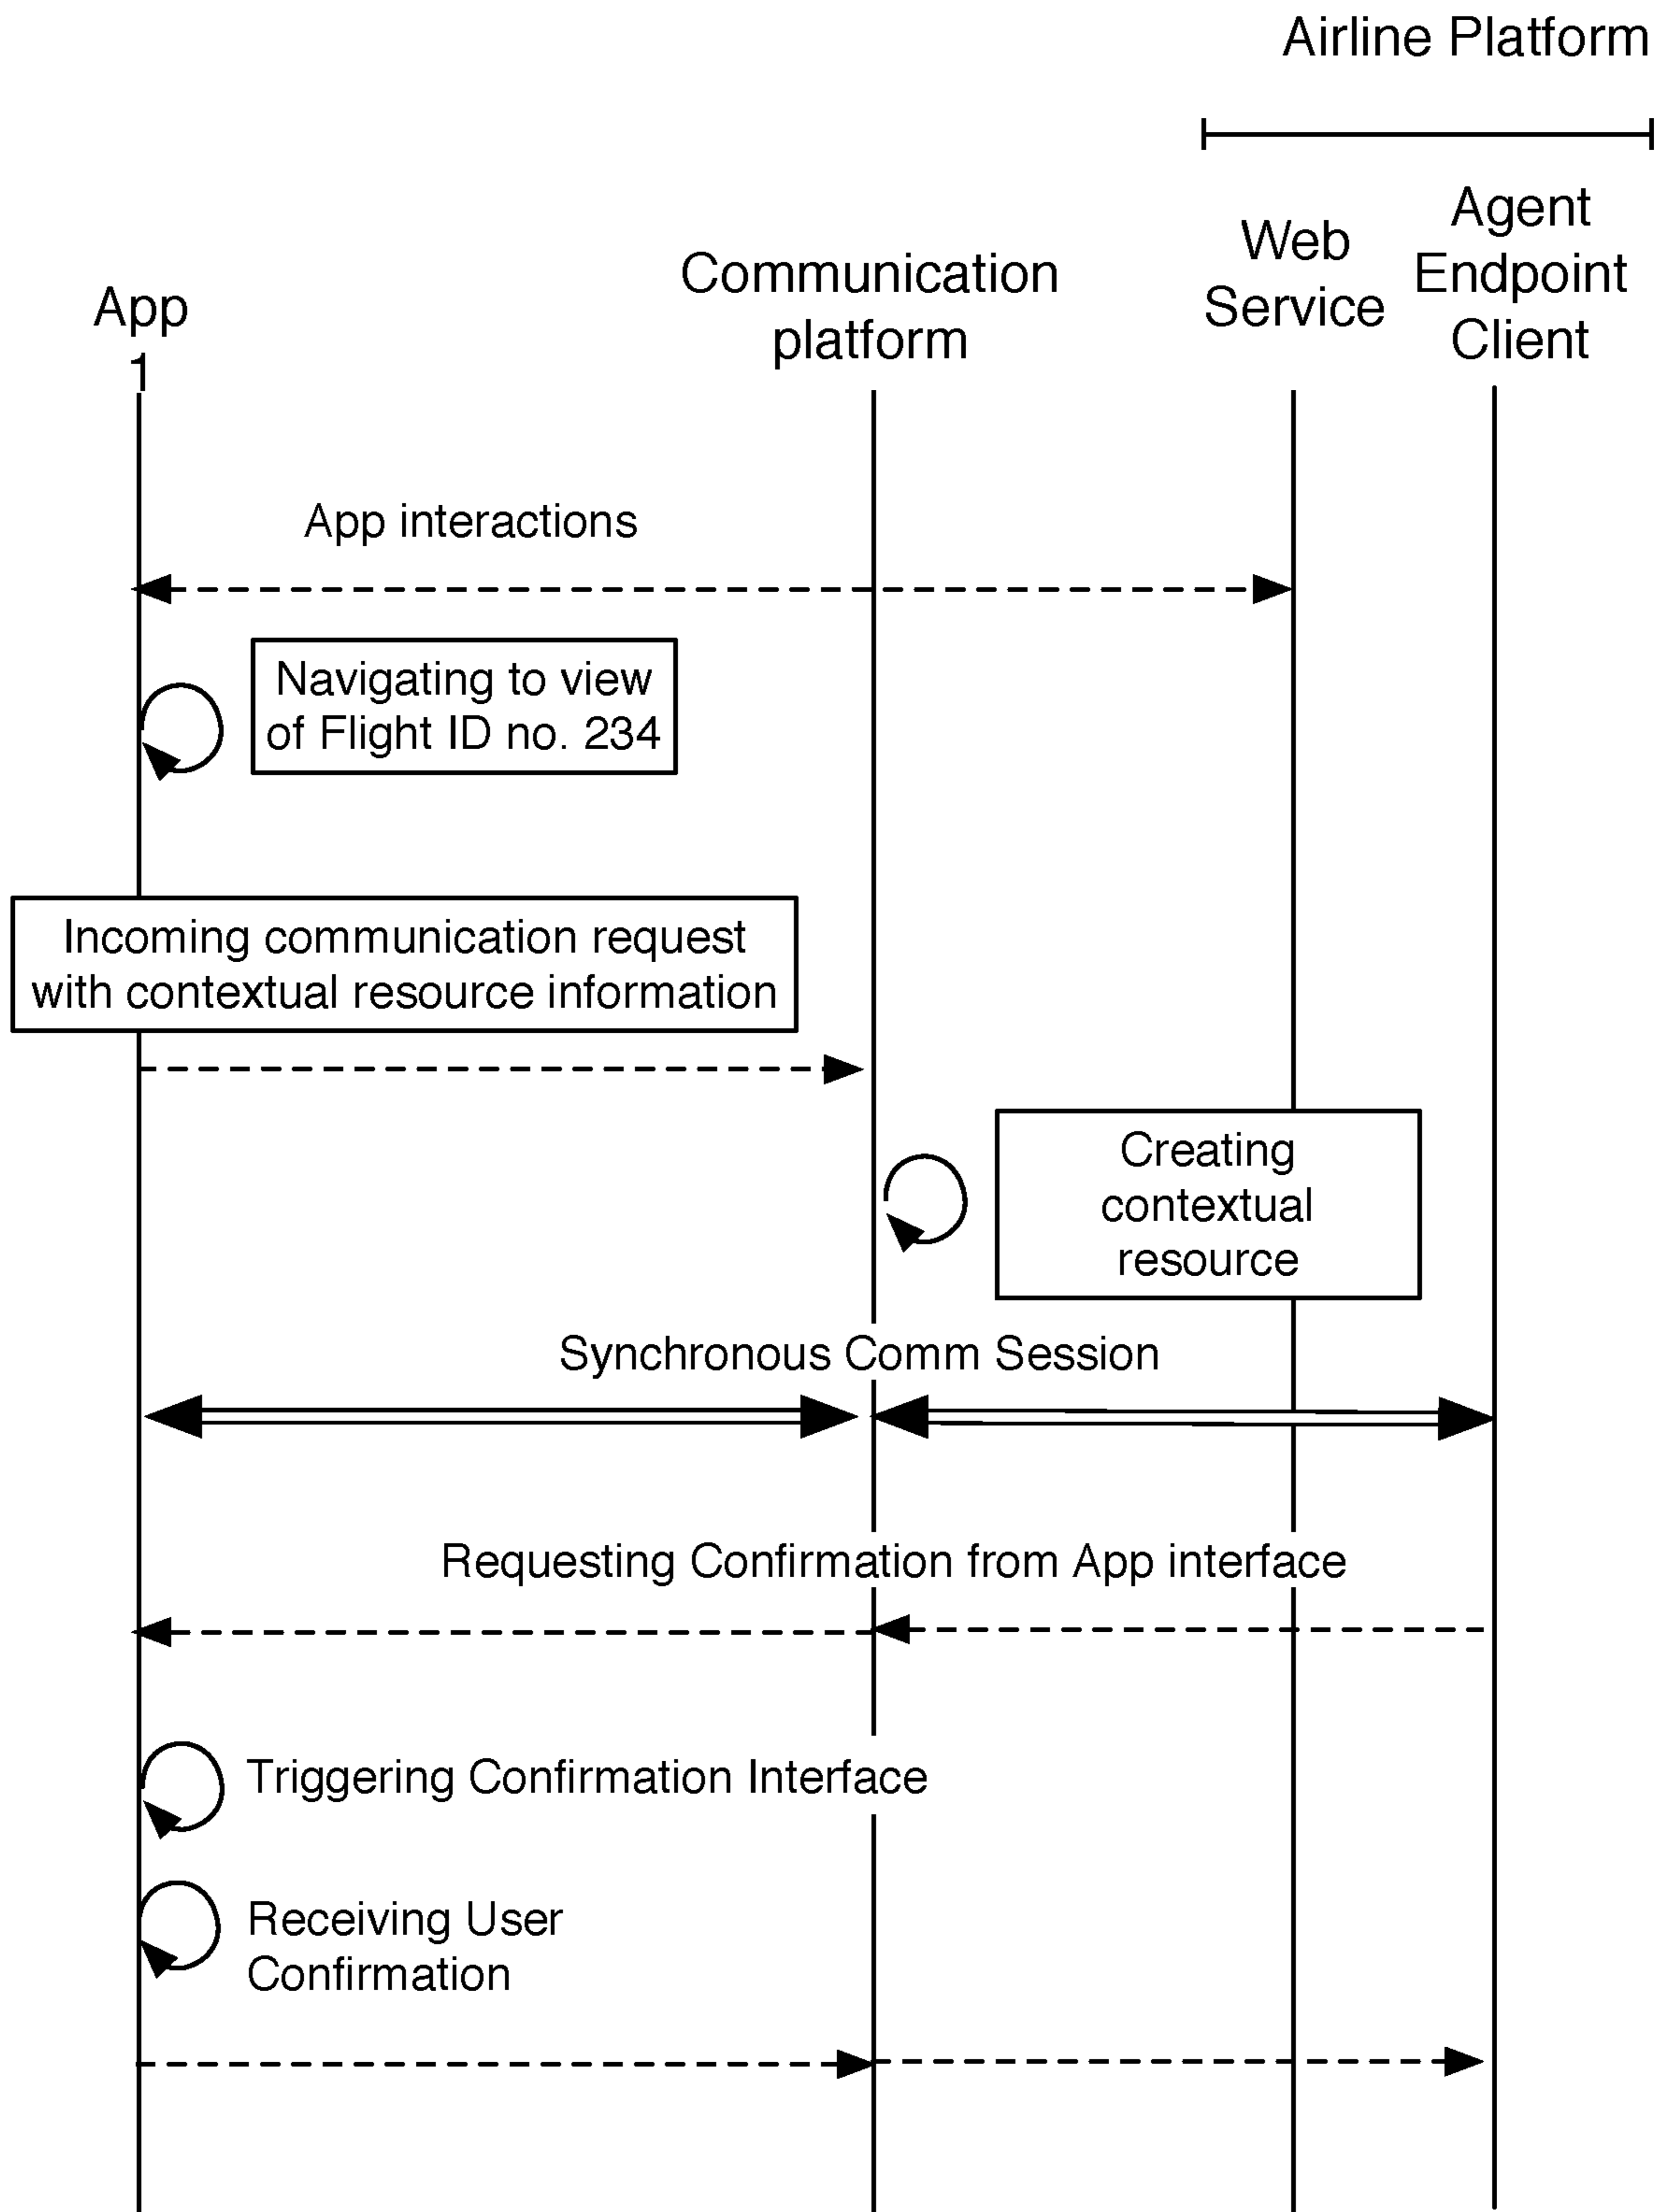 Airline Platform
App
1
Communication
platform
Web
Service
Agent
Endpoint
Client
App interactions
Navigating to view
of Flight ID no. 234
Incoming communication request
with contextual resource information
Creating
contextual
resource
Synchronous Comm Session
Requesting Confirmation from App interface
Triggering Confirmation Interface
Receiving User
Confirmation